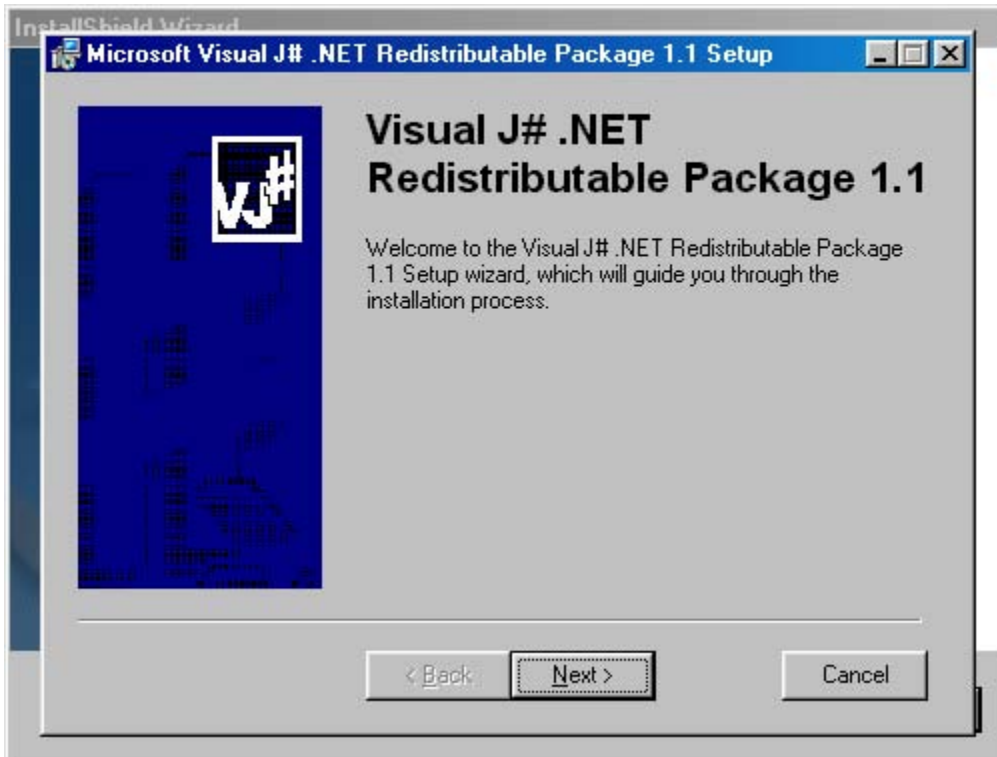 InstallShield Wizard
Microsoft Visual J# .NET Redistributable Package 1.1 Setup
VJ#
Visual J# .NET
Redistributable Package 1.1
Welcome to the Visual J# .NET Redistributable Package
1.1 Setup wizard, which will guide you through the
installation process.
< Back
Next >
Cancel